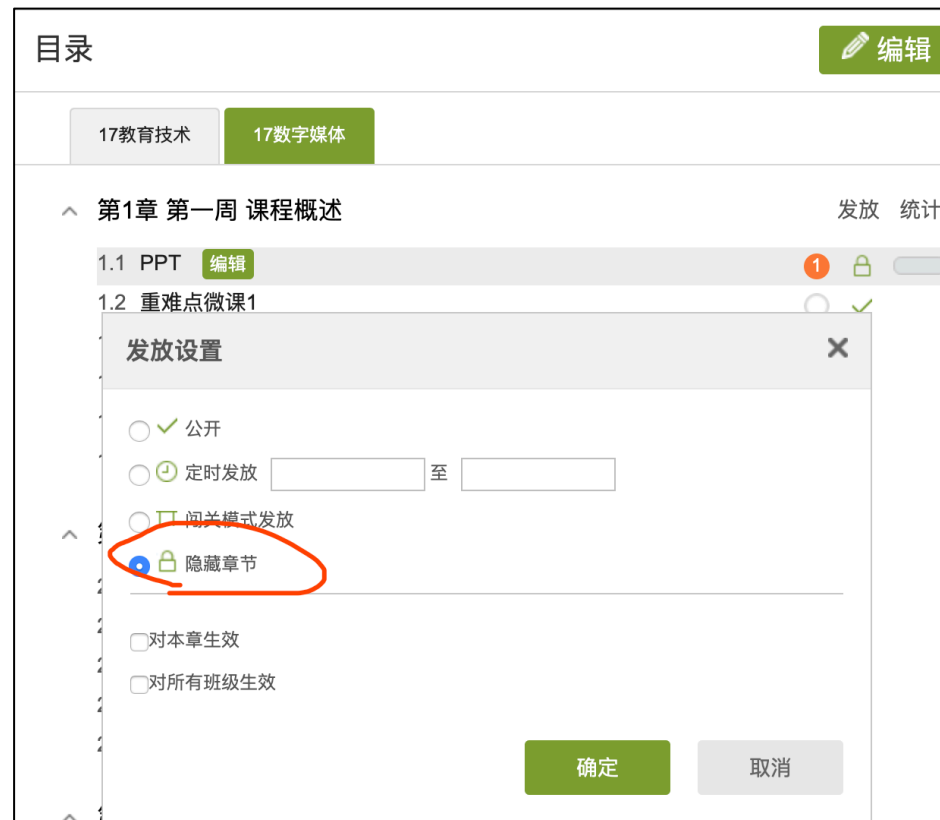 目录 编辑
17教育技术 17数字媒体
第1章 第一周 课程概述 发放 统计
1.1 PPT 编辑 1
1.2 重难点微课1
发放设置
公开
定时发放 至
闯关模式发放
隐藏章节
对本章生效
对所有班级生效
确定 取消